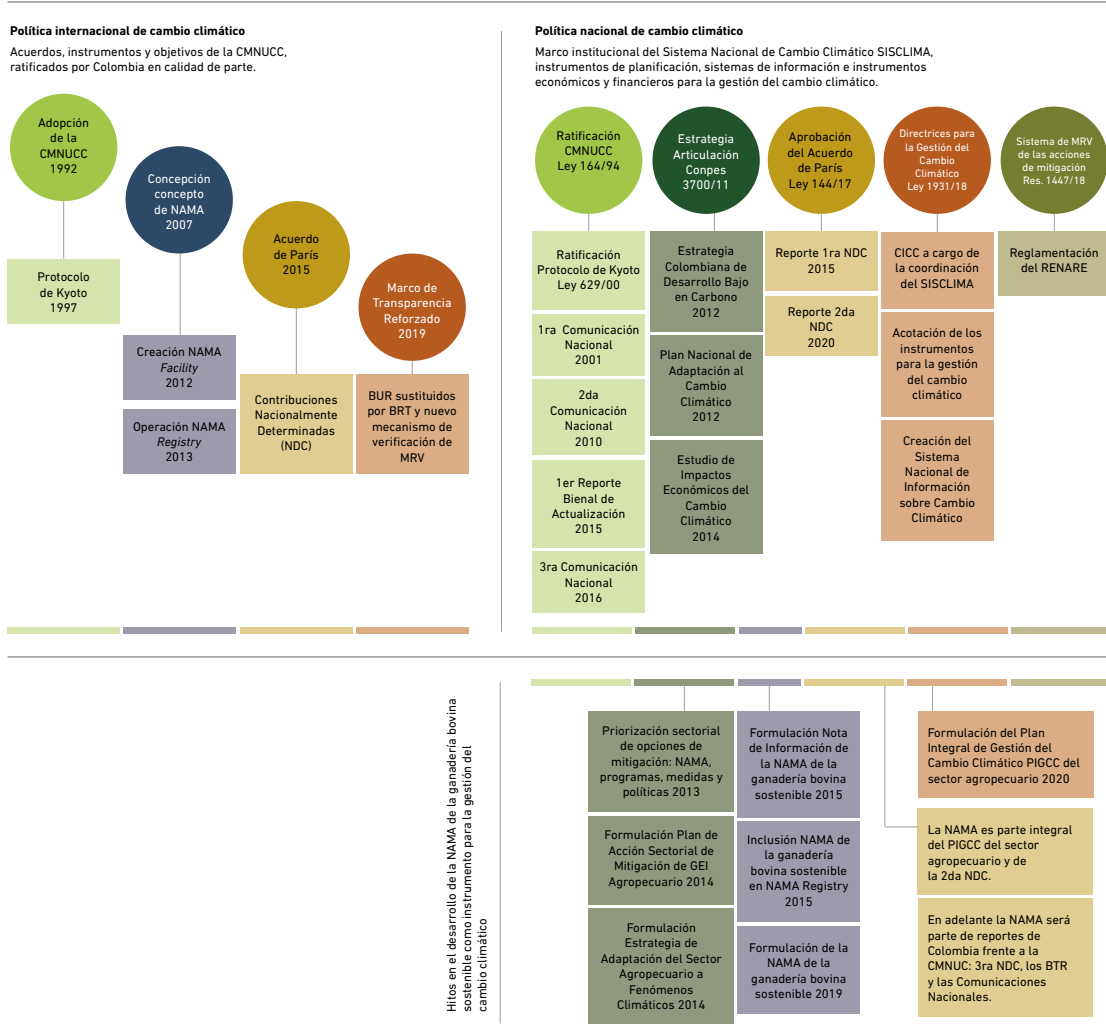 Política internacional de cambio climático
Acuerdos, instrumentos y objetivos de la CMNUCC,
ratificados por Colombia en calidad de parte.
Adopción
de la
CMNUCC
1992
Protocolo
de Kyoto
1997
Concepción
concepto
de NAMA
2007
Creación NAMA
Facility
2012
Operación NAMA
Registry
2013
Acuerdo
de París
2015
Contribuciones
Nacionalmente
Determinadas
(NDC)
Marco de
Transparencia
Reforzado
2019
BUR sustituidos
por BRT y nuevo
mecanismo de
verificación de
MRV
Política nacional de cambio climático
Marco institucional del Sistema Nacional de Cambio Climático SISCLIMA,
instrumentos de planificación, sistemas de información e instrumentos
económicos y financieros para la gestión del cambio climático.
Ratificación
CMNUCC
Ley 164/94
Ratificación
Protocolo de Kyoto
Ley 629/00
1ra Comunicación
Nacional
2001
2da
Comunicación
Nacional
2010
1er Reporte
Bienal de
Actualización
2015
3ra Comunicación
Nacional
2016
Estrategia
Articulación
Conpes
3700/11
Estrategia
Colombiana de
Desarrollo Bajo
en Carbono
2012
Plan Nacional de
Adaptación al
Cambio
Climático
2012
Estudio de
Impactos
Económicos del
Cambio
Climático
2014
Aprobación
del Acuerdo
de París
Ley 144/17
Reporte 1ra NDC
2015
Reporte 2da
NDC
2020
Directrices para
la Gestión del
Cambio
Climático
Ley 1931/18
CICC a cargo de
la coordinación
del SISCLIMA
Acotación de los
instrumentos
para la gestión
del cambio
climático
Creación del
Sistema
Nacional de
Información
sobre Cambio
Climático
Sistema de MRV
de las acciones
de mitigación
Res. 1447/18
Reglamentación
del RENARE
Hitos en el desarrollo de la NAMA de la ganadería bovina
sostenible como instrumento para la gestión del
cambio climático
Priorización sectorial
de opciones de
mitigación: NAMA,
programas, medidas y
políticas 2013
Formulación Plan de
Acción Sectorial de
Mitigación de GEI
Agropecuario 2014
Formulación
Estrategia de
Adaptación del Sector
Agropecuario a
Fenómenos
Climáticos 2014
Formulación Nota
de Información de
la NAMA de la
ganadería bovina
sostenible 2015
Inclusión NAMA de
la ganadería
bovina sostenible
en NAMA Registry
2015
Formulación de la
NAMA de la
ganadería bovina
sostenible 2019
Formulación del Plan
Integral de Gestión del
Cambio Climático PIGCC del
sector agropecuario 2020
La NAMA es parte integral
del PIGCC del sector
agropecuario y de
la 2da NDC.
En adelante la NAMA será
parte de reportes de
Colombia frente a la
CMNUC: 3ra NDC, los BTR
y las Comunicaciones
Nacionales.